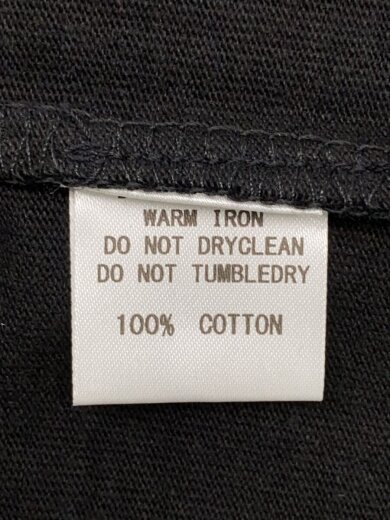 WARM IRON
DO NOT DRYCLEAN
DO NOT TUMBLEDRY
100% COTTON